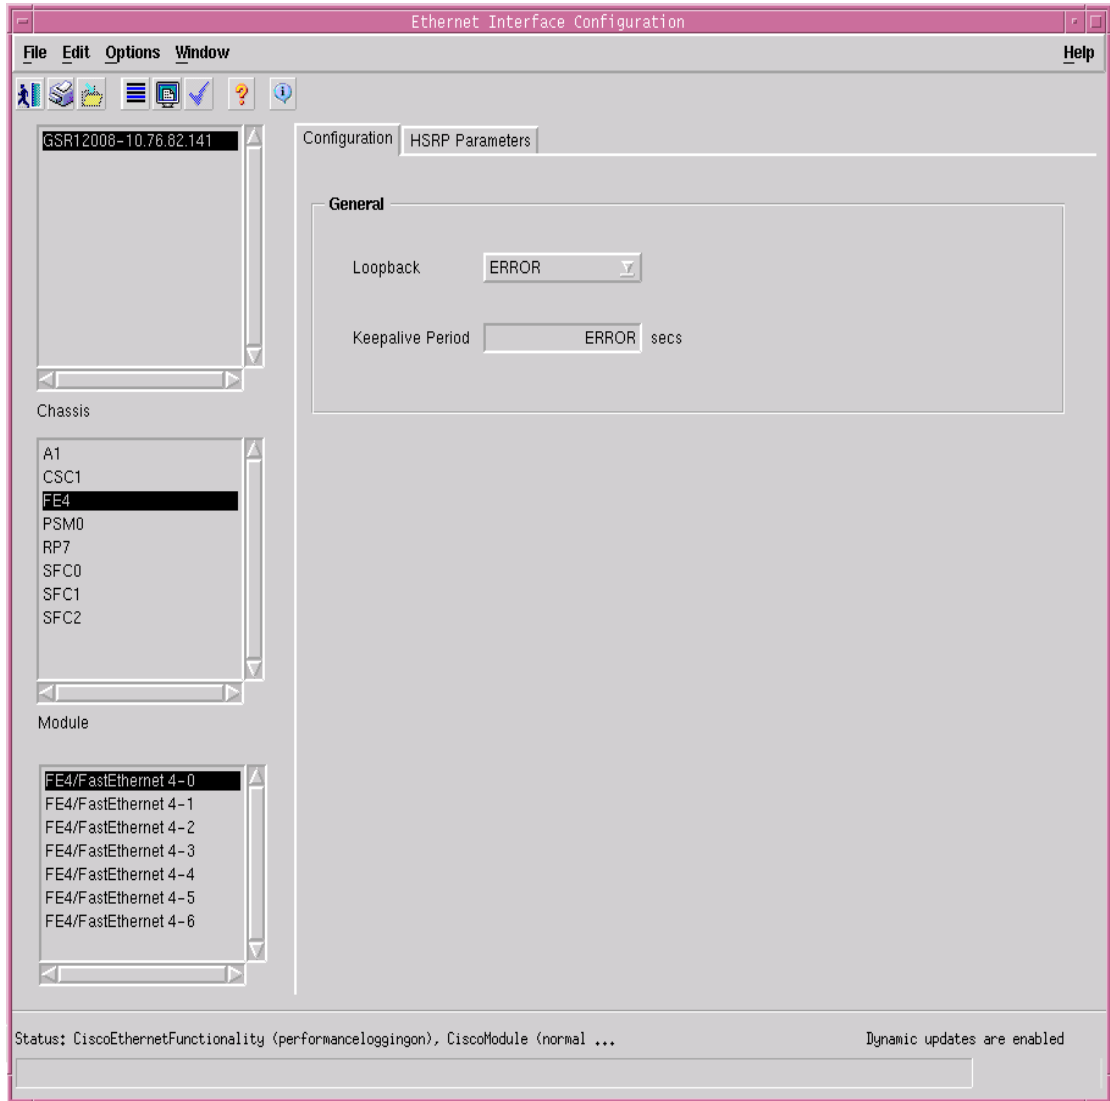 Ethernet Interface Configuration
File Edit Options Window Help
GSR12008-10.76.82.141
Chassis
A1
CSC1
FE4
PSM0
RP7
SFC0
SFC1
SFC2
Module
FE4/FastEthernet 4-0
FE4/FastEthernet 4-1
FE4/FastEthernet 4-2
FE4/FastEthernet 4-3
FE4/FastEthernet 4-4
FE4/FastEthernet 4-5
FE4/FastEthernet 4-6
Configuration HSRP Parameters
General
Loopback ERROR
Keepalive Period ERROR secs
Status: CiscoEthernetFunctionality (performanceloggingon), CiscoModule (normal ... Dynamic updates are enabled